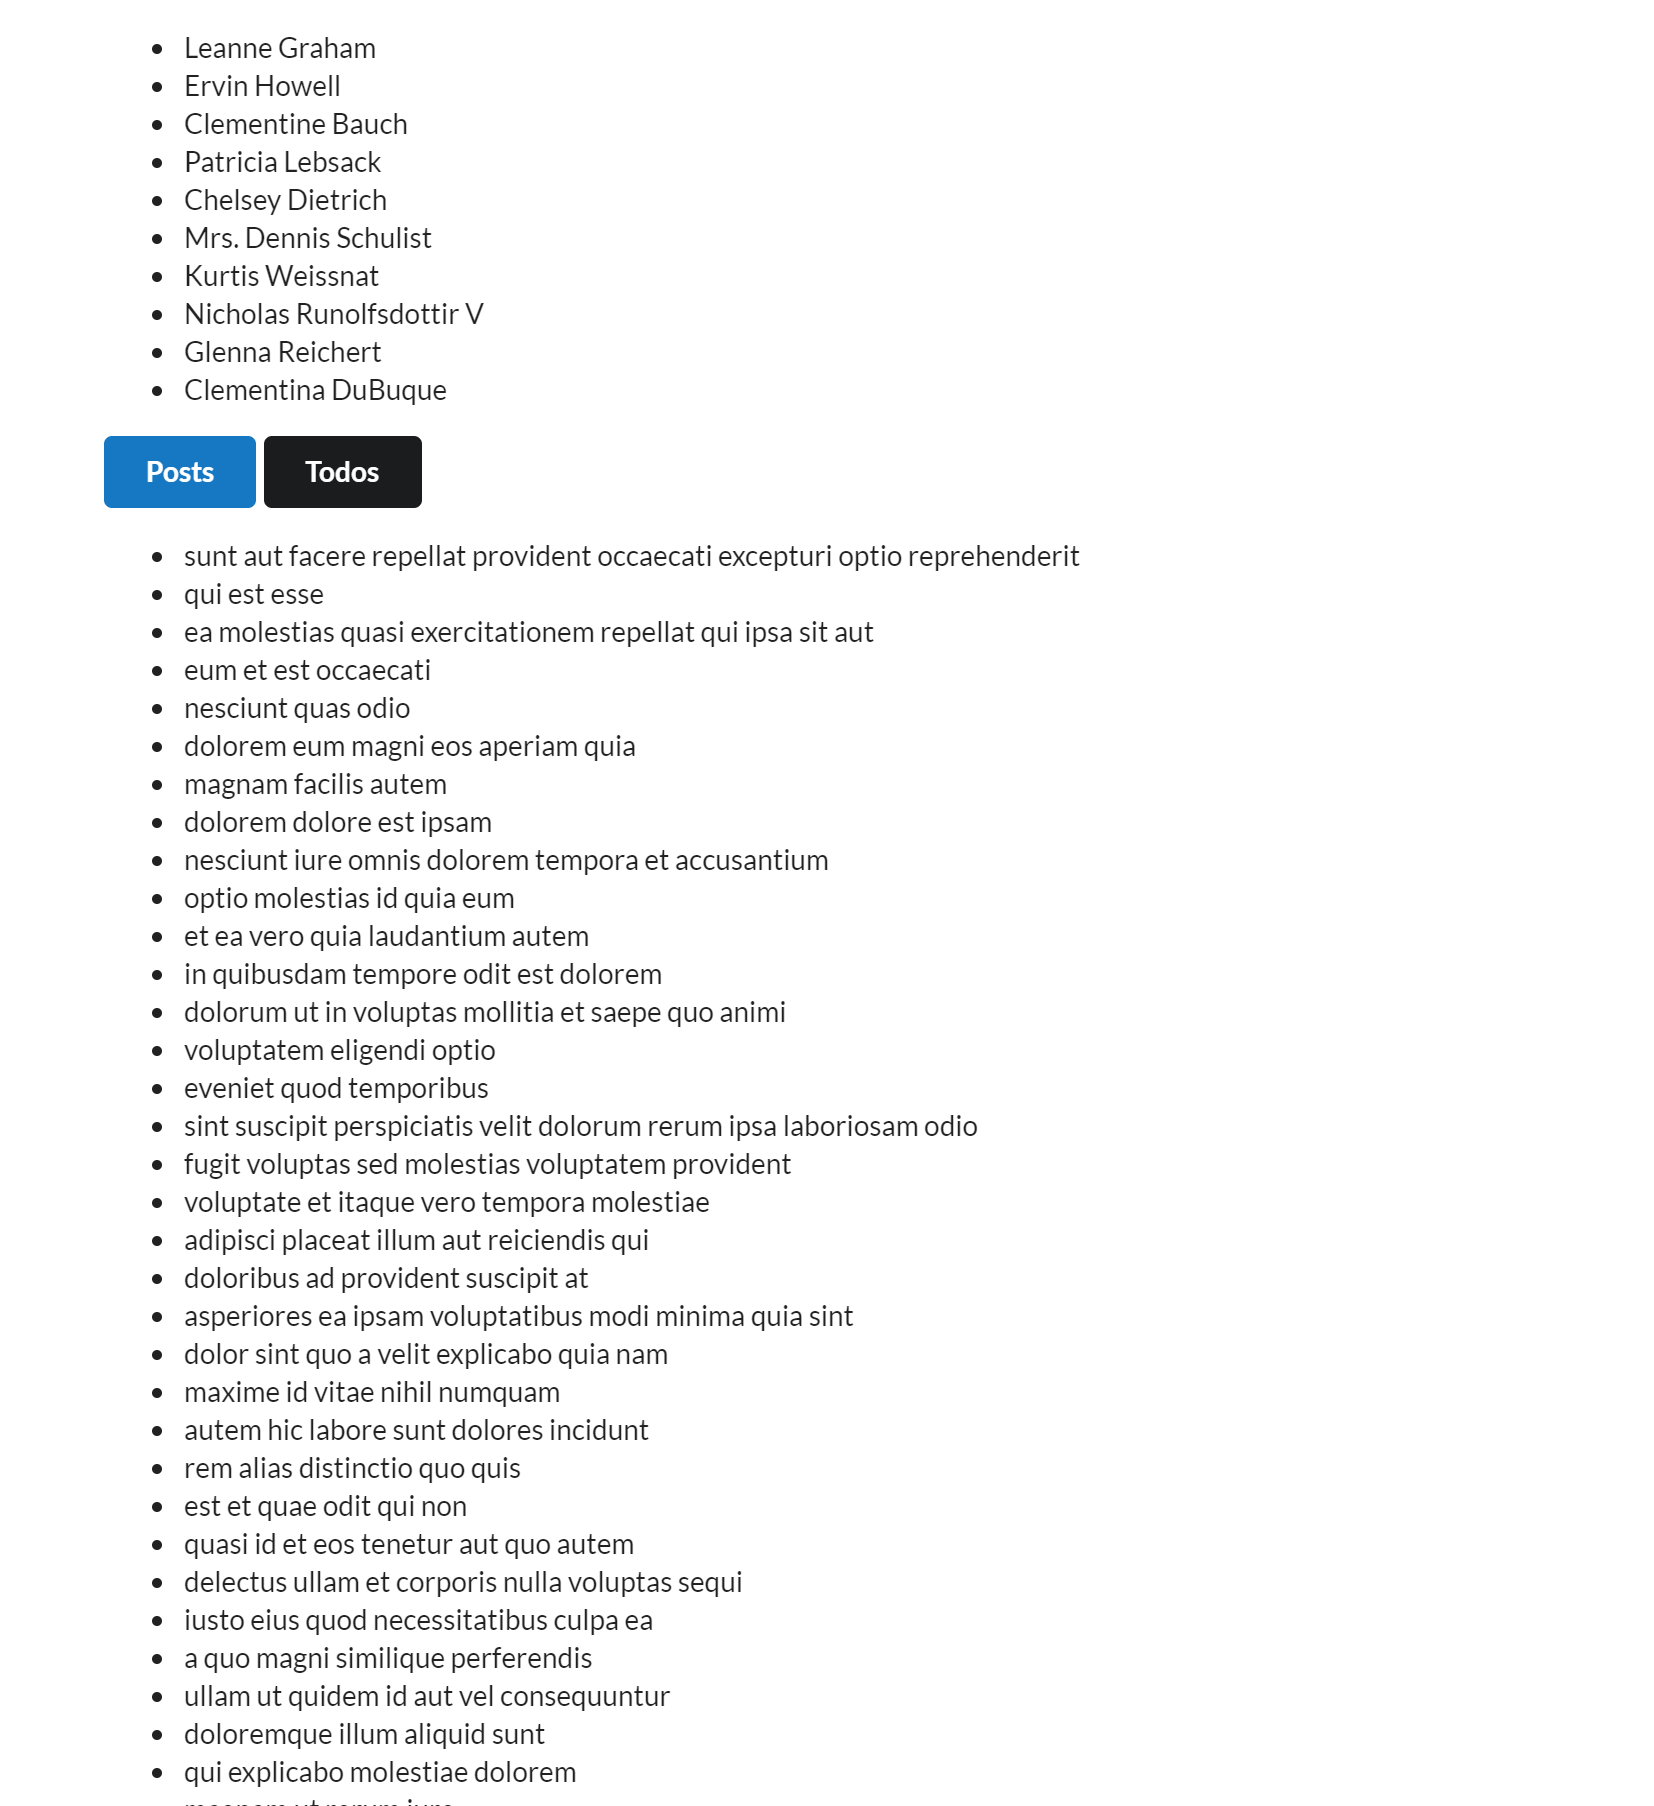 Leanne Graham
Ervin Howell
Clementine Bauch
Patricia Lebsack
Chelsey Dietrich
Mrs. Dennis Schulist
Kurtis Weissnat
Nicholas Runolfsdottir V
Glenna Reichert
Clementina DuBuque
Posts Todos
sunt aut facere repellat provident occaecati excepturi optio reprehenderit
qui est esse
ea molestias quasi exercitationem repellat qui ipsa sit aut
eum et est occaecati
nesciunt quas odio
dolorem eum magni eos aperiam quia
magnam facilis autem
dolorem dolore est ipsam
nesciunt iure omnis dolorem tempora et accusantium
optio molestias id quia eum
et ea vero quia laudantium autem
in quibusdam tempore odit est dolorem
dolorum ut in voluptas mollitia et saepe quo animi
voluptatem eligendi optio
eveniet quod temporibus
sint suscipit perspiciatis velit dolorum rerum ipsa laboriosam odio
fugit voluptas sed molestias voluptatem provident
voluptate et itaque vero tempora molestiae
adipisci placeat illum aut reiciendis qui
doloribus ad provident suscipit at
asperiores ea ipsam voluptatibus modi minima quia sint
dolor sint quo a velit explicabo quia nam
maxime id vitae nihil numquam
autem hic labore sunt dolores incidunt
rem alias distinctio quo quis
est et quae odit qui non
quasi id et eos tenetur aut quo autem
delectus ullam et corporis nulla voluptas sequi
iusto eius quod necessitatibus culpa ea
a quo magni similique perferendis
ullam ut quidem id aut vel consequuntur
doloremque illum aliquid sunt
qui explicabo molestiae dolorem